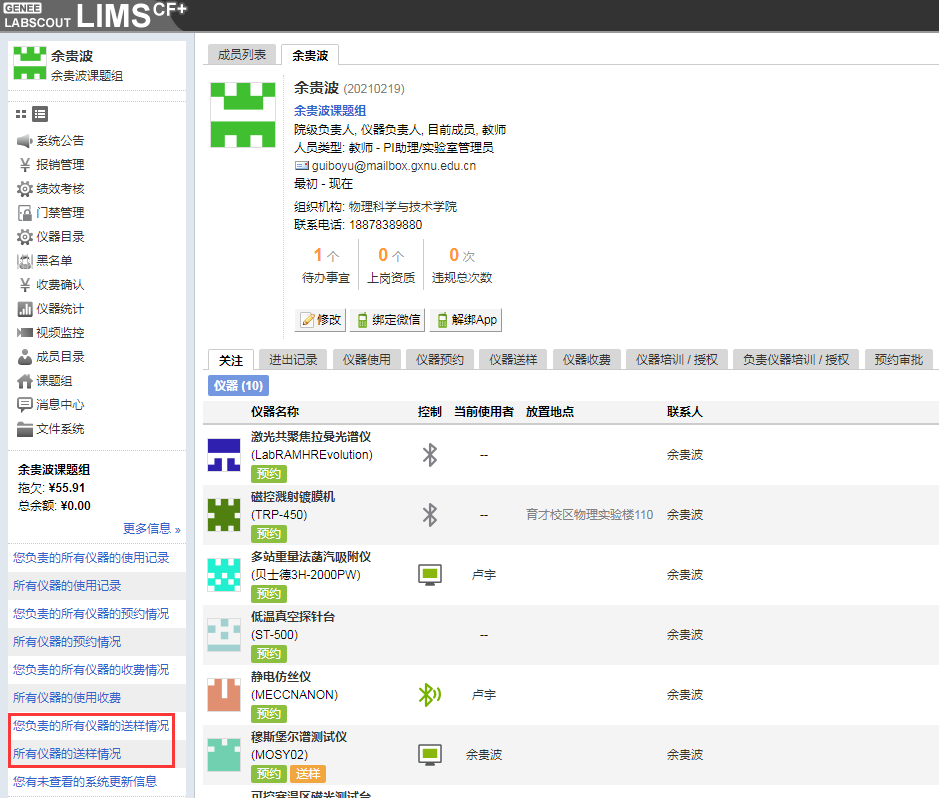 GENEE
LABSCOUT LIMS CF+
余贵波
余贵波课题组
系统公告
报销管理
绩效考核
门禁管理
仪器目录
黑名单
收费确认
仪器统计
视频监控
成员目录
课题组
消息中心
文件系统
余贵波课题组
拖欠: ¥55.91
总余额: ¥0.00
更多信息 »
您负责的所有仪器的使用记录
所有仪器的使用记录
您负责的所有仪器的预约情况
所有仪器的预约情况
您负责的所有仪器的收费情况
所有仪器的使用收费
您负责的所有仪器的送样情况
所有仪器的送样情况
您有未查看的系统更新信息
成员列表 余贵波
余贵波 (20210219)
余贵波课题组
院级负责人, 仪器负责人, 目前成员, 教师
人员类型: 教师 - PI助理/实验室管理员
guiboyu@mailbox.gxnu.edu.cn
最初 - 现在
组织机构: 物理科学与技术学院
联系电话: 18878389880
1 个 0 个 0 次
待办事宜 上岗资质 违规总次数
修改 绑定微信 解绑App
关注 进出记录 仪器使用 仪器预约 仪器送样 仪器收费 仪器培训 / 授权 负责仪器培训 / 授权 预约审批
仪器 (10)
仪器名称 控制 当前使用者 放置地点 联系人
激光共聚焦拉曼光谱仪
(LabRAMHREvolution) -- 余贵波
预约
磁控溅射镀膜机
(TRP-450) -- 育才校区物理实验楼110 余贵波
预约
多站重量法蒸汽吸附仪
(贝士德3H-2000PW) 卢宇 余贵波
预约
低温真空探针台
(ST-500) -- 余贵波
预约
静电仿丝仪
(MECCNANON) 卢宇 余贵波
预约
穆斯堡尔谱测试仪
(MOSY02) 余贵波 余贵波
预约 送样
可控室温区磁光测试台